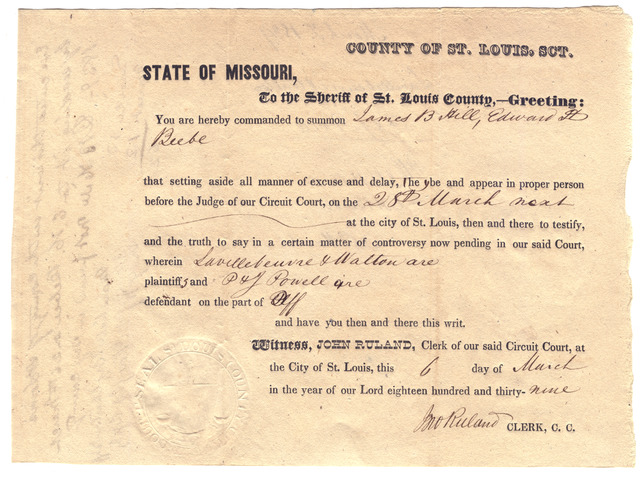 COUNTY OF ST. LOUIS, SCT.
STATE OF MISSOURI,
To the Sheriff of St. Louis County,—Greeting:
You are hereby commanded to summon James B Hill, Edward H
Beebe
that setting aside all manner of excuse and delay, they be and appear in proper person
before the Judge of our Circuit Court, on the 28th March next
at the city of St. Louis, then and there to testify,
and the truth to say in a certain matter of controversy now pending in our said Court,
wherein Lavillebeuvre & Walton are
plaintiffs and P & J Powell are
defendant on the part of Plff
and have you then and there this writ.
Witness, JOHN RULAND, Clerk of our said Circuit Court, at
the City of St. Louis, this 6 day of March
in the year of our Lord eighteen hundred and thirty-nine
Jno Ruland CLERK, C. C.